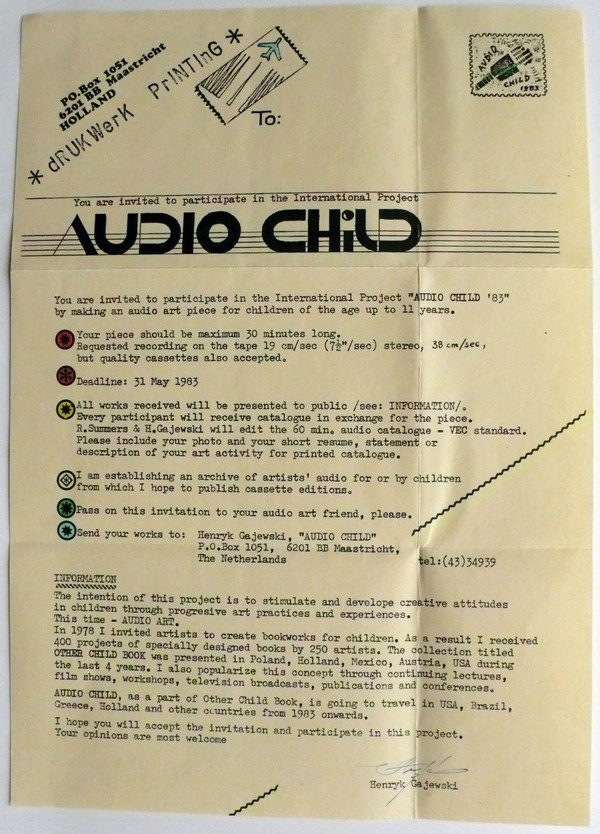 PO.Box 1051
6201 BB Maastricht
HOLLAND
* dRUKWerK PrINTInG *
To:
AUDIO
CHILD
1983
You are invited to participate in the International Project
AUDIO CHiLD
You are invited to participate in the International Project "AUDIO CHILD '83"
by making an audio art piece for children of the age up to 11 years.
Your piece should be maximum 30 minutes long.
Requested recording on the tape 19 cm/sec (7½"/sec) stereo, 38 cm/sec,
but quality cassettes also accepted.
Deadline: 31 May 1983
All works received will be presented to public /see: INFORMATION/.
Every participant will receive catalogue in exchange for the piece.
R.Summers & H.Gajewski will edit the 60 min. audio catalogue - VEC standard.
Please include your photo and your short resume, statement or
description of your art activity for printed catalogue.
I am establishing an archive of artists' audio for or by children
from which I hope to publish cassette editions.
Pass on this invitation to your audio art friend, please.
Send your works to: Henryk Gajewski, "AUDIO CHILD"
P.O.Box 1051, 6201 BB Maastricht,
The Netherlands tel:(43)34939
INFORMATION
The intention of this project is to stimulate and develope creative attitudes
in children through progresive art practices and experiences.
This time - AUDIO ART.
In 1978 I invited artists to create bookworks for children. As a result I received
400 projects of specially designed books by 250 artists. The collection titled
OTHER CHILD BOOK was presented in Poland, Holland, Mexico, Austria, USA during
the last 4 years. I also popularize this concept through continuing lectures,
film shows, workshops, television broadcasts, publications and conferences.
AUDIO CHILD, as a part of Other Child Book, is going to travel in USA, Brazil,
Greece, Holland and other countries from 1983 onwards.
I hope you will accept the invitation and participate in this project.
Your opinions are most welcome
Henryk Gajewski